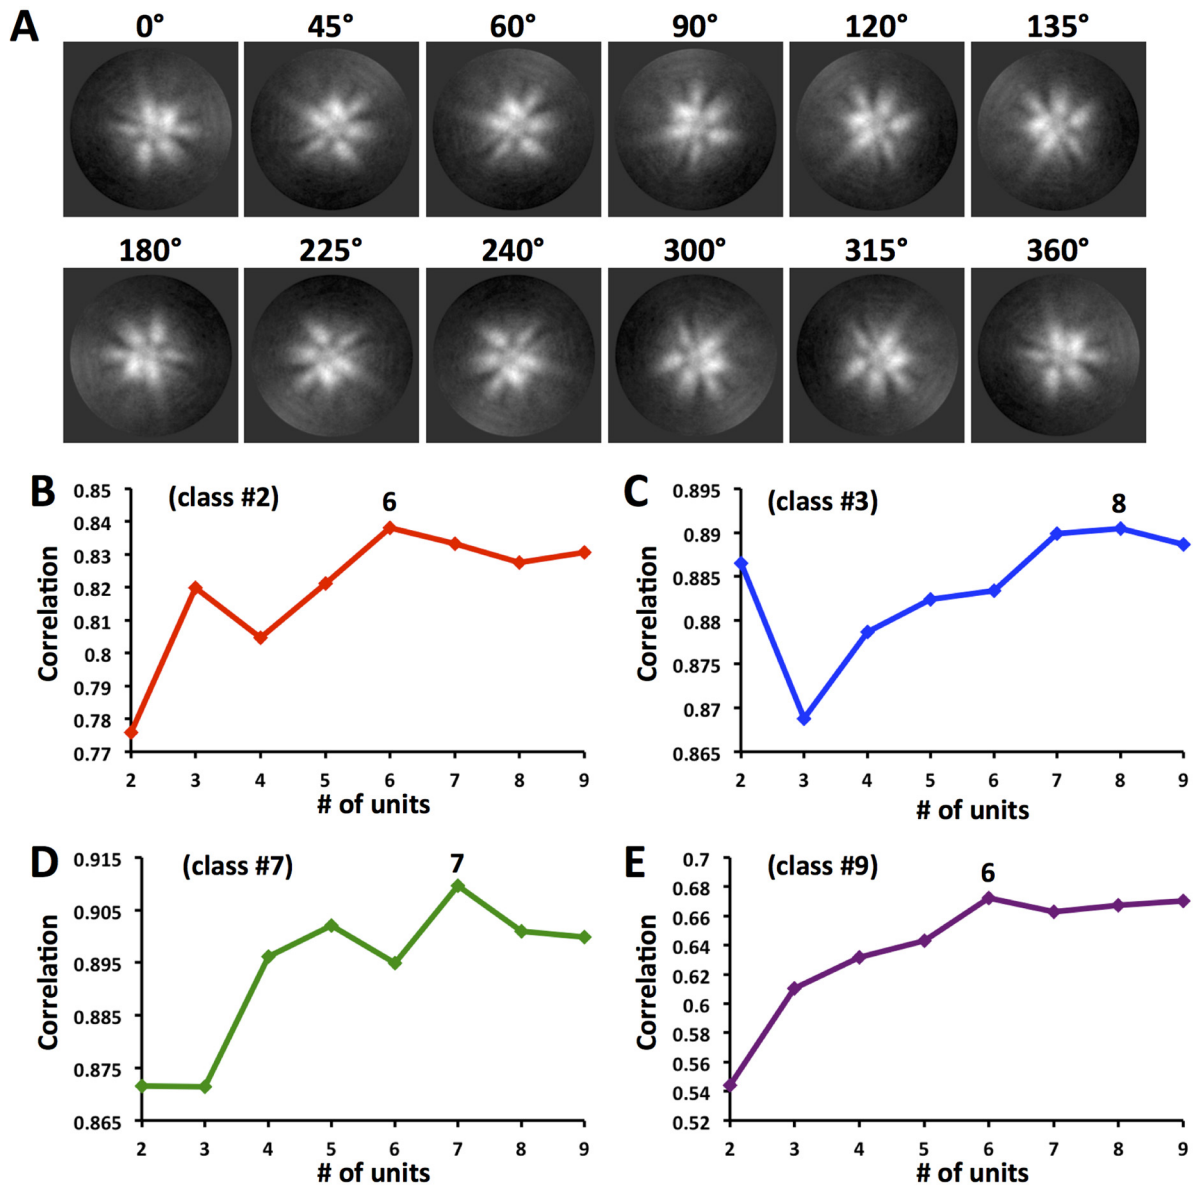 A
0° 45° 60° 90° 120° 135°
180° 225° 240° 300° 315° 360°
B
(class #2)
6
Correlation
0.85
0.84
0.83
0.82
0.81
0.8
0.79
0.78
0.77
2 3 4 5 6 7 8 9
# of units
C
(class #3)
8
Correlation
0.895
0.89
0.885
0.88
0.875
0.87
0.865
2 3 4 5 6 7 8 9
# of units
D
(class #7)
7
Correlation
0.915
0.905
0.895
0.885
0.875
0.865
2 3 4 5 6 7 8 9
# of units
E
(class #9)
6
Correlation
0.7
0.68
0.66
0.64
0.62
0.6
0.58
0.56
0.54
0.52
2 3 4 5 6 7 8 9
# of units